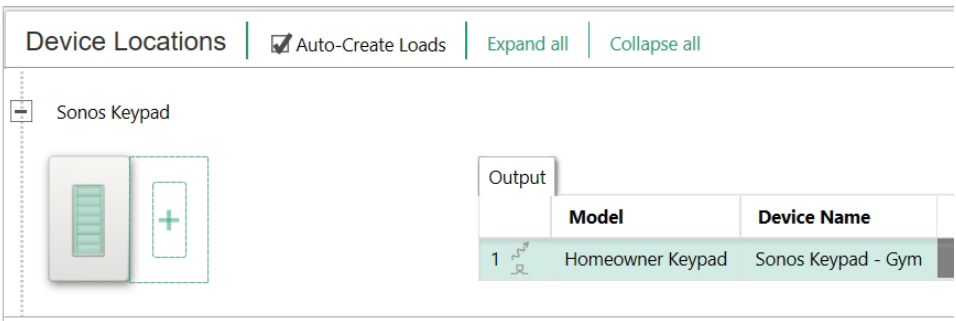 Device Locations
Auto-Create Loads
Expand all
Collapse all
Sonos Keypad
Output
Model
Device Name
1
Homeowner Keypad
Sonos Keypad - Gym